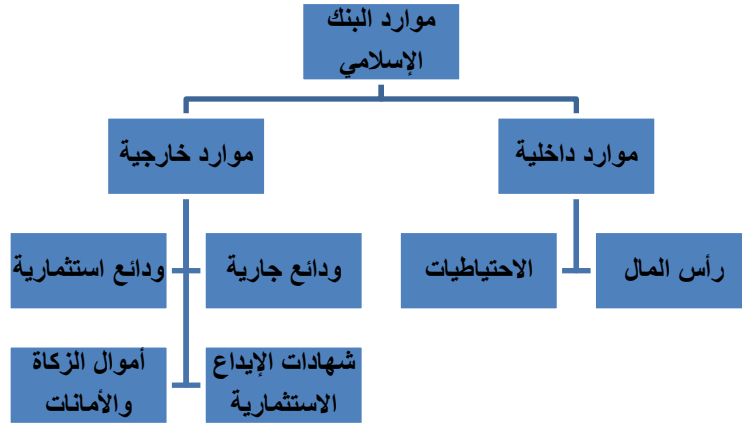 موارد البنك
الإسلامي
موارد داخلية
موارد خارجية
رأس المال
الاحتياطيات
ودائع جارية
ودائع استثمارية
شهادات الإيداع
الاستثمارية
أموال الزكاة
والأمانات